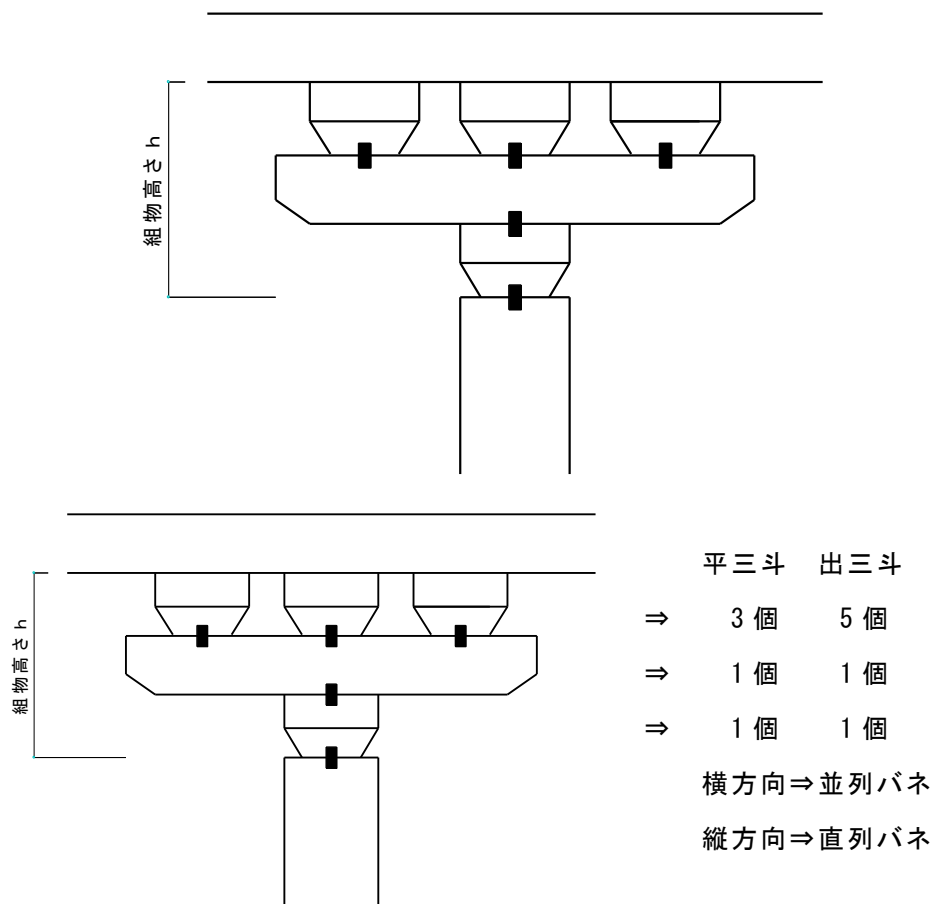 組物高さｈ
組物高さｈ
平三斗 出三斗
⇒ 3個 5個
⇒ 1個 1個
⇒ 1個 1個
横方向⇒並列バネ
縦方向⇒直列バネ